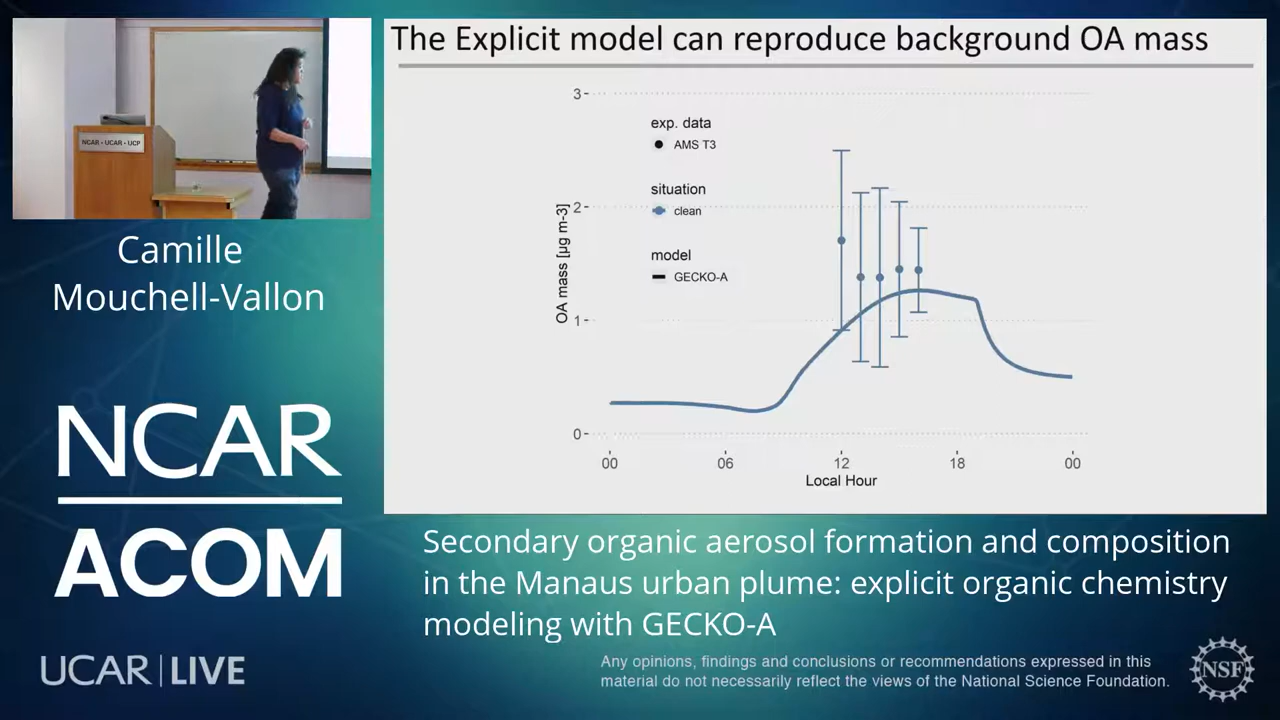 The Explicit model can reproduce background OA mass
NCAR • UCAR • UCP
Camille
Mouchell-Vallon
3
2
1
0
OA mass [µg m-3]
exp. data
AMS T3
situation
clean
model
GECKO-A
00
06
12
18
00
Local Hour
NCAR
ACOM
Secondary organic aerosol formation and composition
in the Manaus urban plume: explicit organic chemistry
modeling with GECKO-A
UCAR | LIVE
Any opinions, findings and conclusions or recommendations expressed in this
material do not necessarily reflect the views of the National Science Foundation.
NSF